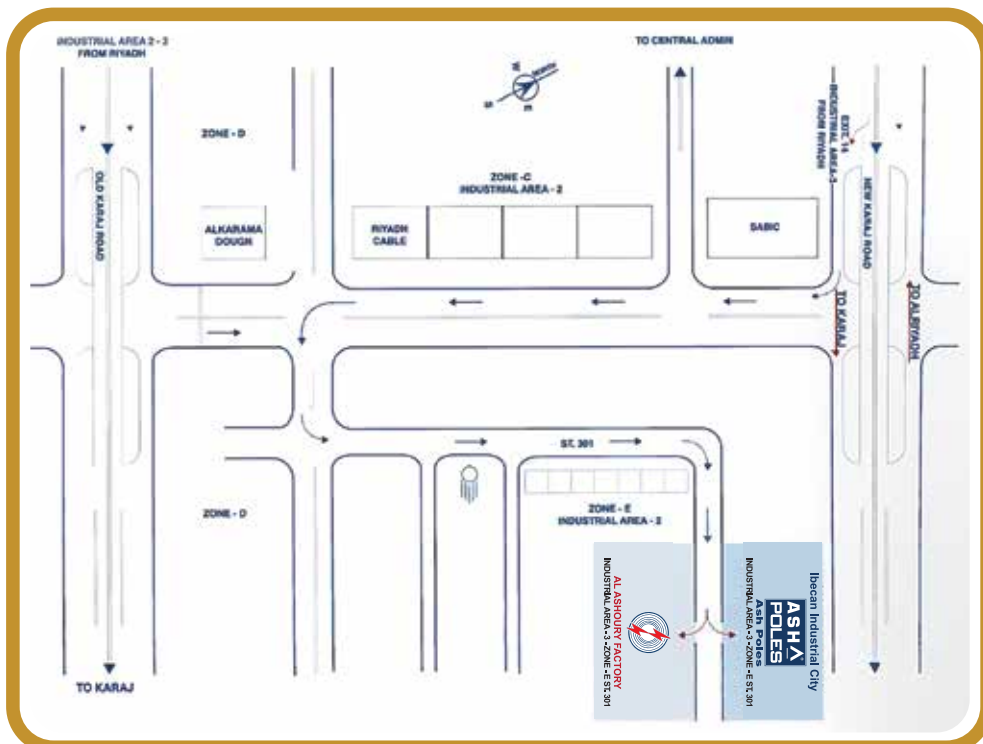 INDUSTRIAL AREA 2 - 3
FROM RIYADH
TO CENTRAL ADMIN
W
NORTH
S
E
ZONE - D
EXIT 14
INDUSTRIAL AREA-3
FROM RIYADH
ZONE -C
INDUSTRIAL AREA - 2
OLD KARAJ ROAD
NEW KARAJ ROAD
ALKARAMA
DOUGH
RIYADH
CABLE
SABIC
TO KARAJ
TO ALRIYADH
ST. 301
ZONE - D
ZONE - E
INDUSTRIAL AREA - 2
AL ASHOURY FACTORY
INDUSTRIAL AREA - 3 - ZONE - E ST. 301
Ibecan Industrial City
ASHA
POLES
Ash Poles
INDUSTRIAL AREA - 3 - ZONE - E ST. 301
TO KARAJ